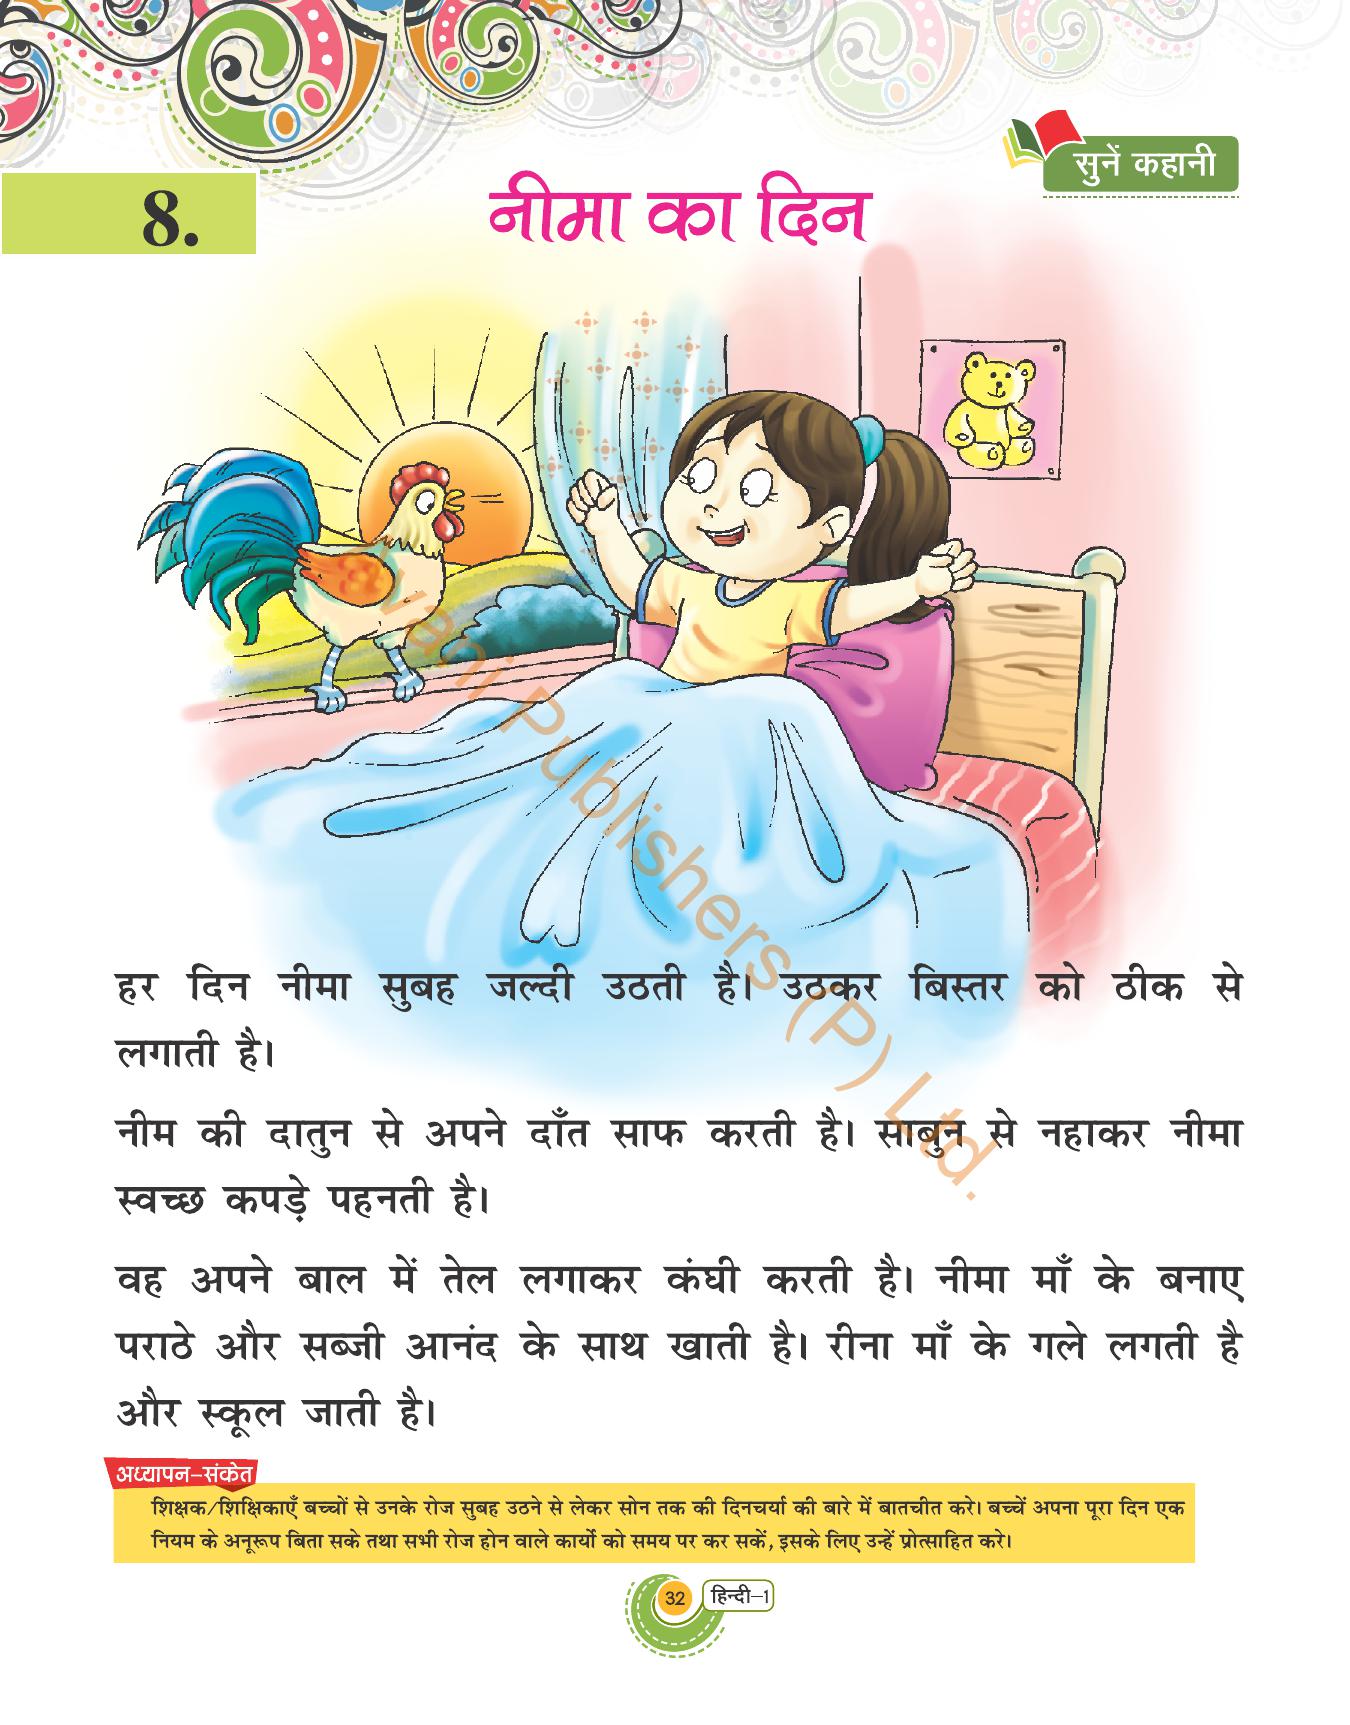 सुनें कहानी
8.
नीमा का दिन
हर दिन नीमा सुबह जल्दी उठती है। उठकर बिस्तर को ठीक से
लगाती है।
नीम की दातुन से अपने दाँत साफ करती है। साबुन से नहाकर नीमा
स्वच्छ कपड़े पहनती है।
वह अपने बाल में तेल लगाकर कंघी करती है। नीमा माँ के बनाए
पराठे और सब्जी आनंद के साथ खाती है। रीना माँ के गले लगती है
और स्कूल जाती है।
अध्यापन–संकेत
शिक्षक/शिक्षिकाएँ बच्चों से उनके रोज सुबह उठने से लेकर सोन तक की दिनचर्या की बारे में बातचीत करे। बच्चें अपना पूरा दिन एक
नियम के अनूरूप बिता सके तथा सभी रोज होन वाले कार्यों को समय पर कर सकें, इसके लिए उन्हें प्रोत्साहित करे।
32
हिन्दी–1
Publishers (P) Ltd.